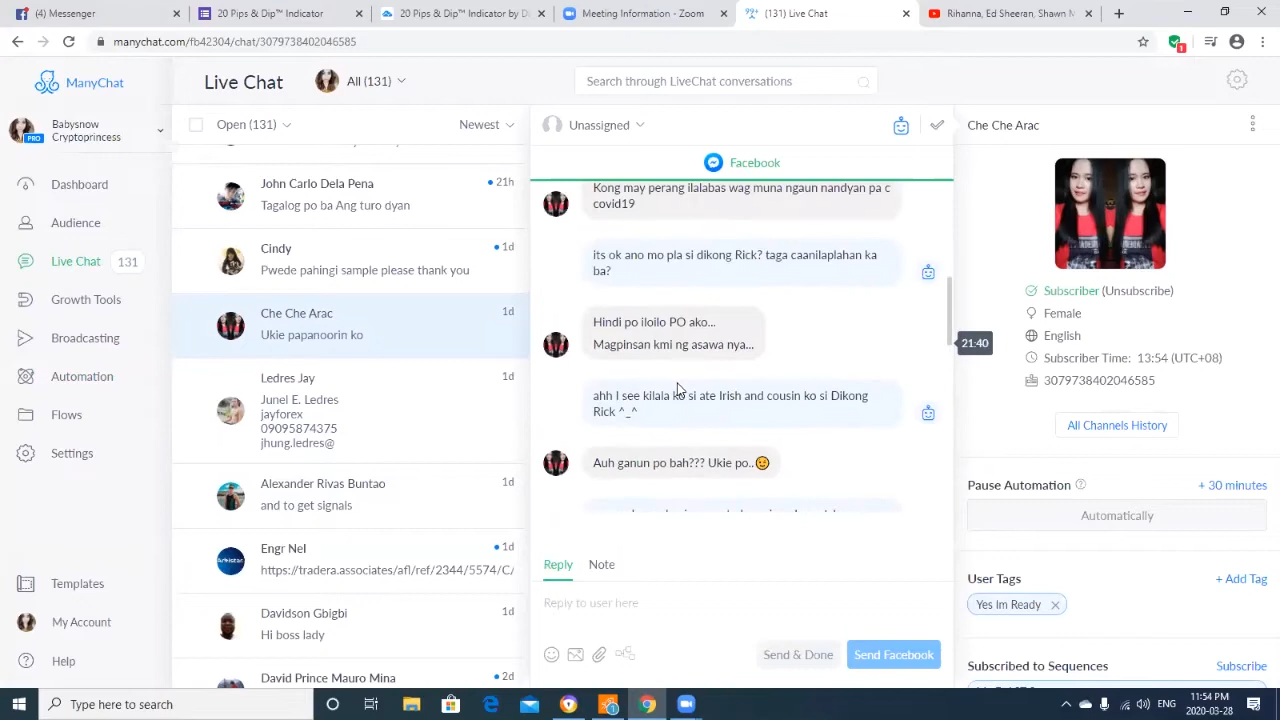 (4) Messenger
20 Pips & Dip™ Indicator
20 Pips & Dip™ Indicator by Di
Meeting Information - Zoom
(131) Live Chat
Rihanna, Ed Sheeran, Shawn M
manychat.com/fb42304/chat/3079738402046585
ManyChat
Live Chat
All (131)
Search through LiveChat conversations
Babysnow
Cryptoprincess
PRO
Dashboard
Audience
Live Chat 131
Growth Tools
Broadcasting
Automation
Flows
Settings
Templates
My Account
Help
Open (131)
Newest
John Carlo Dela Pena 21h
Tagalog po ba Ang turo dyan
Cindy 1d
Pwede pahingi sample please thank you
Che Che Arac 1d
Ukie papanoorin ko
Ledres Jay 1d
Junel E. Ledres
jayforex
09095874375
jhung.ledres@
Alexander Rivas Buntao 1d
and to get signals
Engr Nel 1d
https://tradera.associates/afl/ref/2344/5574/C/
Davidson Gbigbi 1d
Hi boss lady
David Prince Mauro Mina 2d
Unassigned
Facebook
Kong may perang ilalabas wag muna ngaun nandyan pa c
covid19
its ok ano mo pla si dikong Rick? taga caanilaplahan ka
ba?
Hindi po iloilo PO ako...
Magpinsan kmi ng asawa nya...
ahh I see kilala ko si ate Irish and cousin ko si Dikong
Rick ^_^
Auh ganun po bah??? Ukie po..😉
21:40
Reply Note
Reply to user here
Send & Done
Send Facebook
Che Che Arac
Subscriber (Unsubscribe)
Female
English
Subscriber Time: 13:54 (UTC+08)
3079738402046585
All Channels History
Pause Automation + 30 minutes
Automatically
User Tags + Add Tag
Yes Im Ready
Subscribed to Sequences Subscribe
Type here to search
11:54 PM
2020-03-28